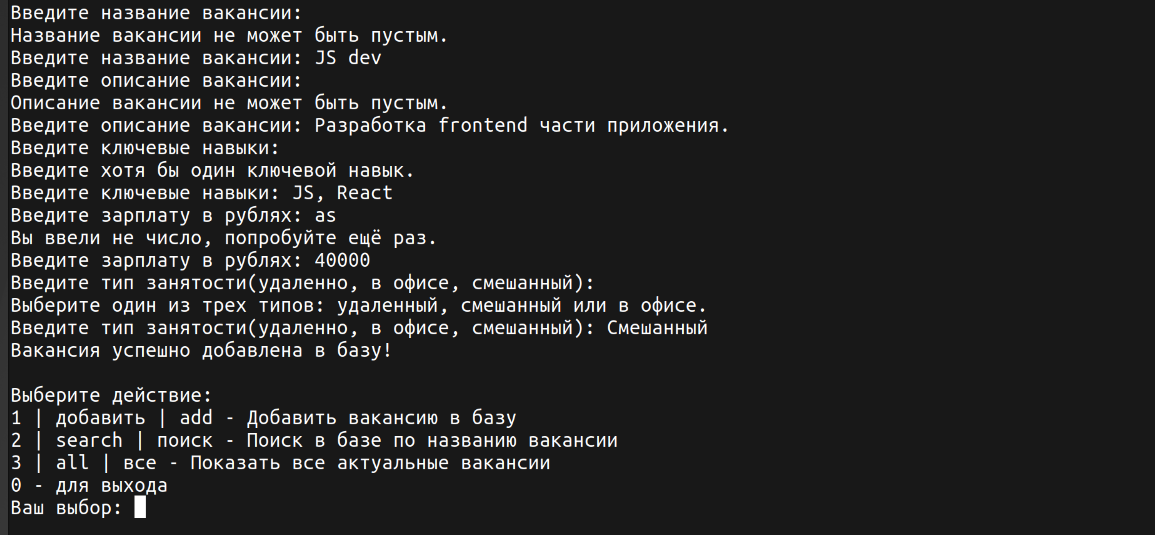 Введите название вакансии:
Название вакансии не может быть пустым.
Введите название вакансии: JS dev
Введите описание вакансии:
Описание вакансии не может быть пустым.
Введите описание вакансии: Разработка frontend части приложения.
Введите ключевые навыки:
Введите хотя бы один ключевой навык.
Введите ключевые навыки: JS, React
Введите зарплату в рублях: as
Вы ввели не число, попробуйте ещё раз.
Введите зарплату в рублях: 40000
Введите тип занятости(удаленно, в офисе, смешанный):
Выберите один из трех типов: удаленный, смешанный или в офисе.
Введите тип занятости(удаленно, в офисе, смешанный): Смешанный
Вакансия успешно добавлена в базу!
Выберите действие:
1 | добавить | add - Добавить вакансию в базу
2 | search | поиск - Поиск в базе по названию вакансии
3 | all | все - Показать все актуальные вакансии
0 - для выхода
Ваш выбор: